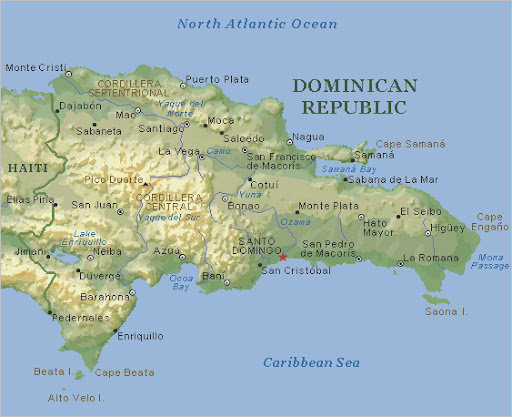 North Atlantic Ocean
Monte Cristi
CORDILLERA
SEPTENTRIONAL
Puerto Plata
DOMINICAN
REPUBLIC
Dajabón
Mao
Yaque del
Norte
Sabaneta
Santiago
Moca
Salcedo
Nagua
Cape Samaná
Samaná
HAITI
La Vega
Camú
San Francisco
de Macorís
Samaná Bay
Sabana de La Mar
Pico Duarte
Cotuí
Elías Piña
San Juan
CORDILLERA
CENTRAL
Yaque del Sur
Yuna
Bonao
Monte Plata
Ozama
Hato
Mayor
El Seibo
Higüey
Cape
Engaño
Lake
Enriquillo
Jimaní
Neiba
Azua
SANTO
DOMINGO
San Pedro
de Macorís
La Romana
Mona
Passage
Duvergé
Ocoa
Bay
Baní
San Cristóbal
Barahona
Saona I.
Pedernales
Enriquillo
Beata I.
Cape Beata
Alto Velo I.
Caribbean Sea